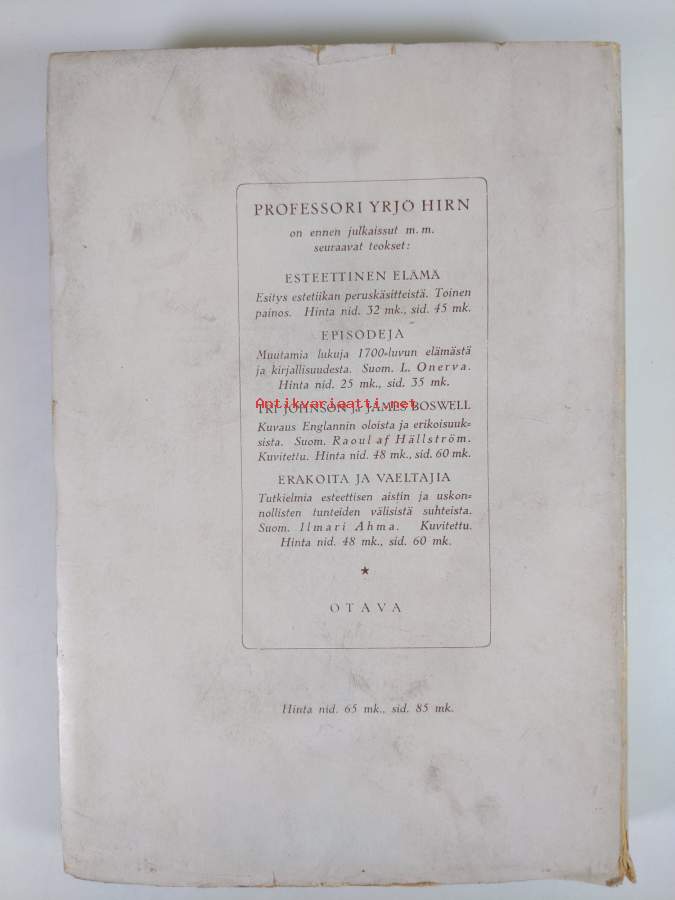 PROFESSORI YRJÖ HIRN
on ennen julkaissut m. m.
seuraavat teokset:
ESTEETTINEN ELÄMÄ
Esitys estetiikan peruskäsitteistä. Toinen
painos. Hinta nid. 32 mk., sid. 45 mk.
EPISODEJA
Muutamia lukuja 1700-luvun elämästä
ja kirjallisuudesta. Suom. L. Onerva.
Hinta nid. 25 mk., sid. 35 mk.
Antikvariaatti.net
TRI JOHNSON ja JAMES BOSWELL
Kuvaus Englannin oloista ja erikoisuuk=
sista. Suom. Raoul af Hällström.
Kuvitettu. Hinta nid. 48 mk., sid. 60 mk.
ERAKOITA JA VAELTAJIA
Tutkielmia esteettisen aistin ja uskon=
nollisten tunteiden välisistä suhteista.
Suom. Ilmari Ahma. Kuvitettu.
Hinta nid. 48 mk., sid. 60 mk.
★
OTAVA
Hinta nid. 65 mk., sid. 85 mk.